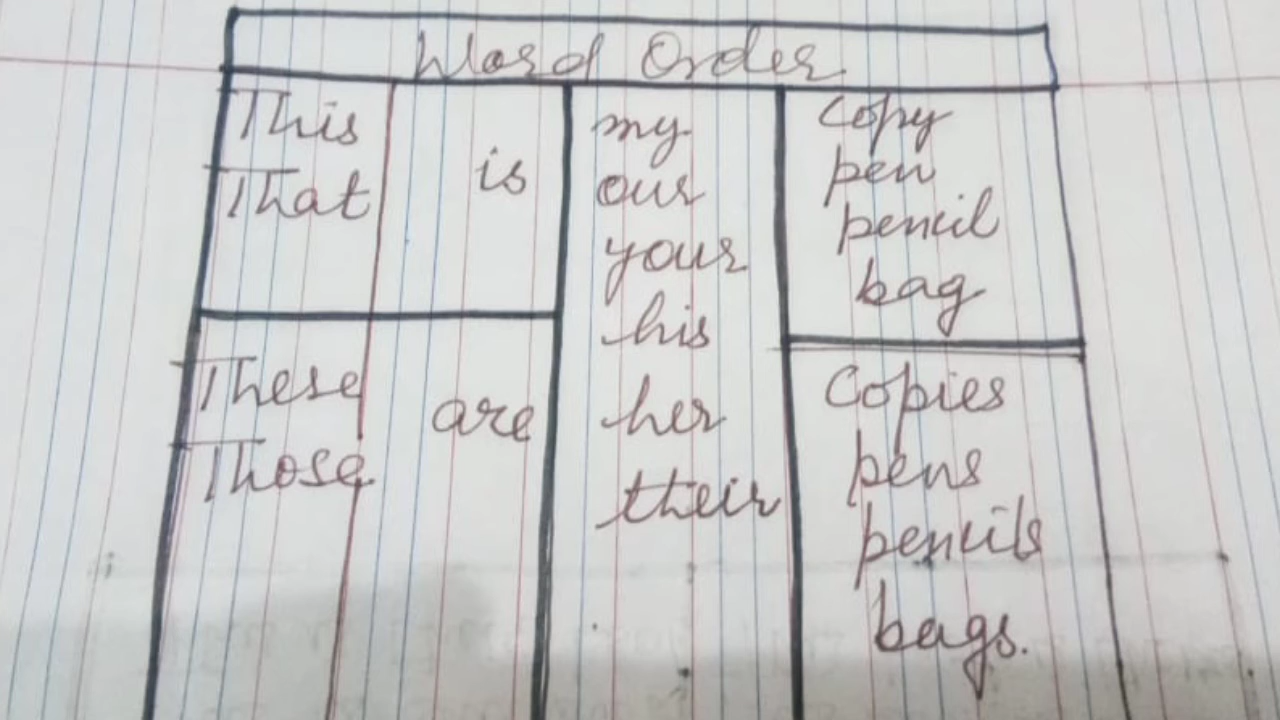 Word Order
This
That
is
my
our
your
his
her
their
Copy
pen
pencil
bag
These
Those
are
Copies
pens
pencils
bags.